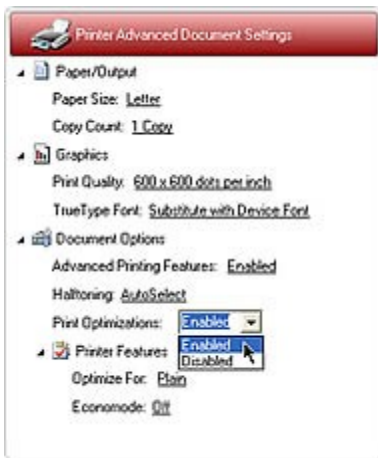 Printer Advanced Document Settings
Paper/Output
Paper Size: Letter
Copy Count: 1 Copy
Graphics
Print Quality: 600 x 600 dots per inch
TrueType Font: Substitute with Device Font
Document Options
Advanced Printing Features: Enabled
Halftoning: AutoSelect
Print Optimizations: Enabled
Enabled
Disabled
Printer Features
Optimize For: Plain
Economode: Off